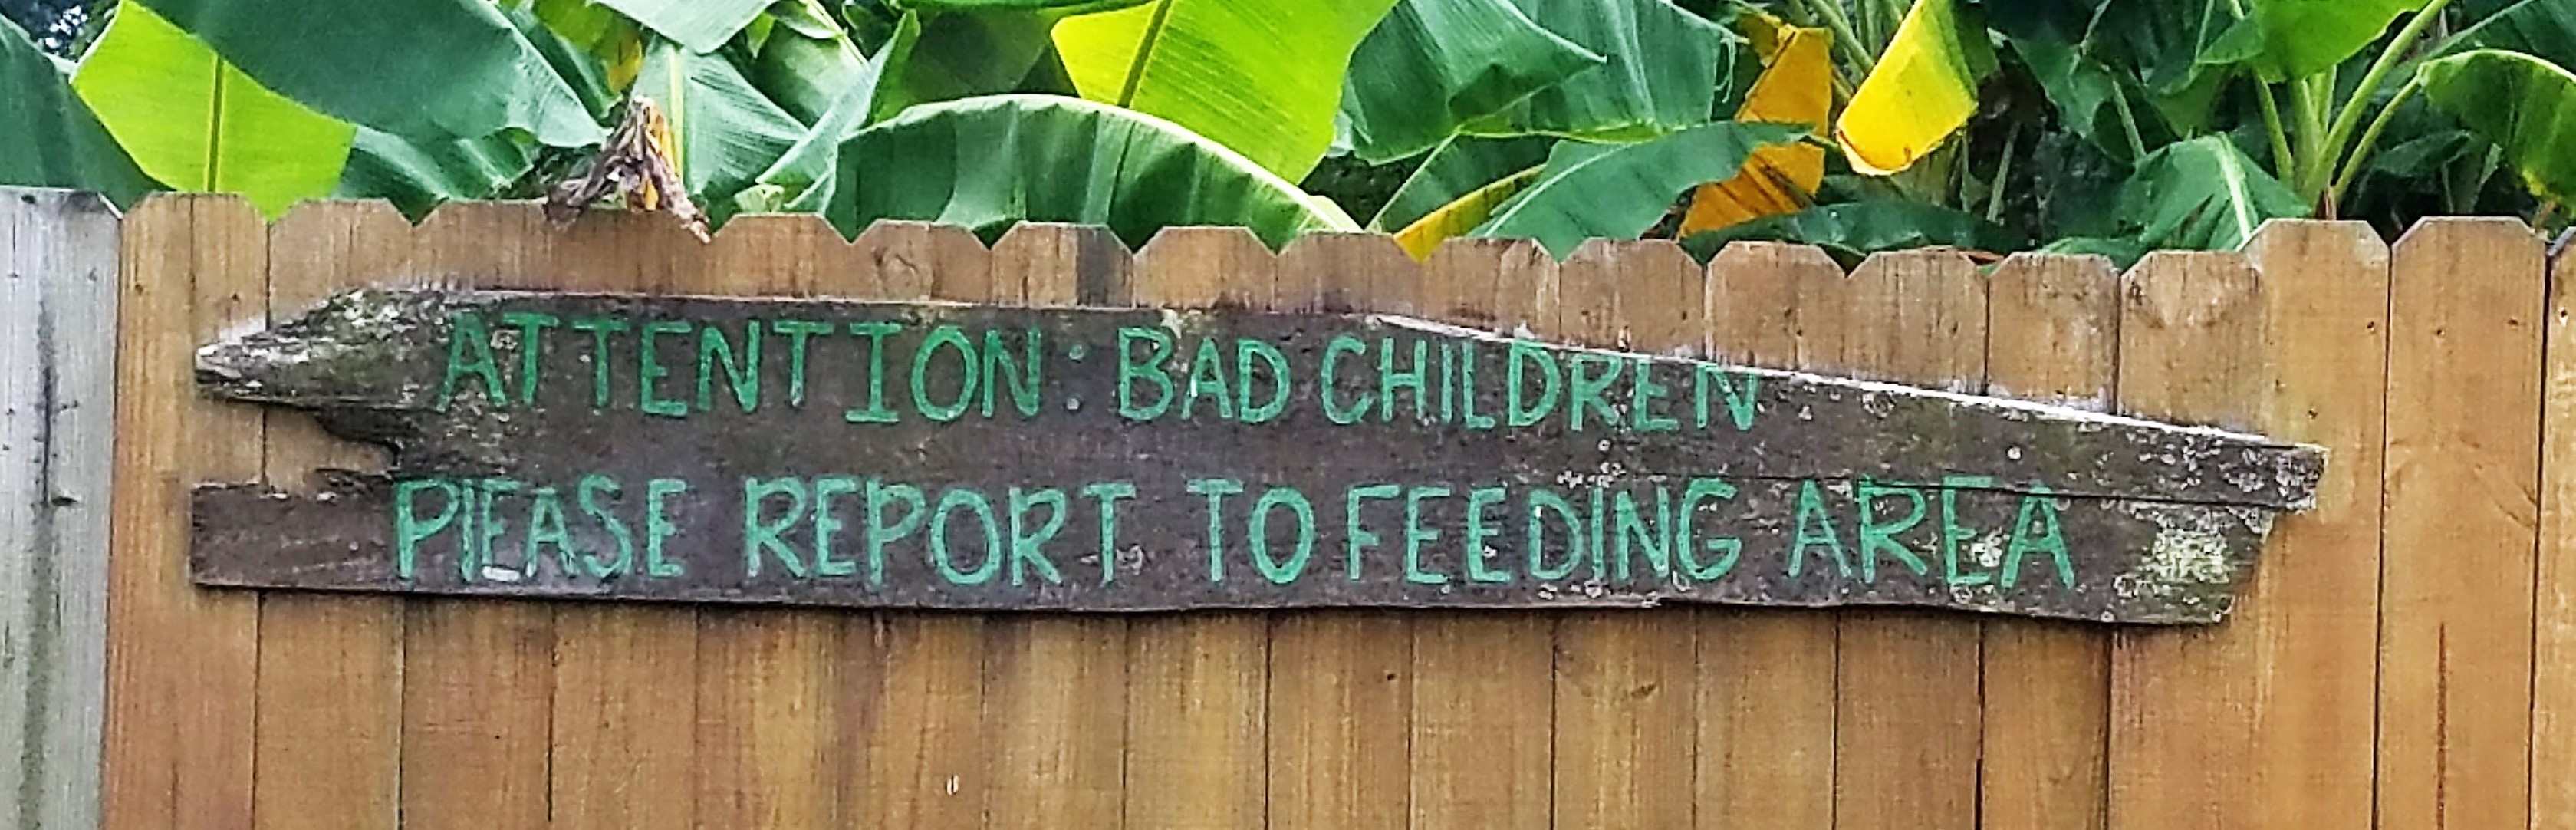 ATTENTION: BAD CHILDREN
PLEASE REPORT TO FEEDING AREA